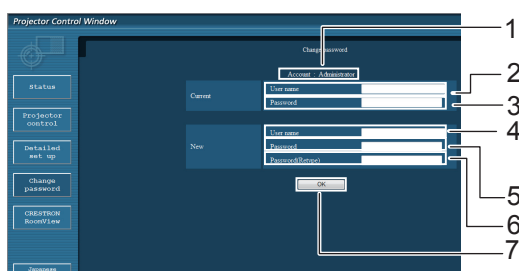 Projector Control Window
Change password
1
Account : Administrator
Status
Current
User name
2
Password
3
Projector
control
New
User name
4
Password
5
Password(Retype)
6
Detailed
set up
OK
7
Change
password
CRESTRON
RoomView
Japanese